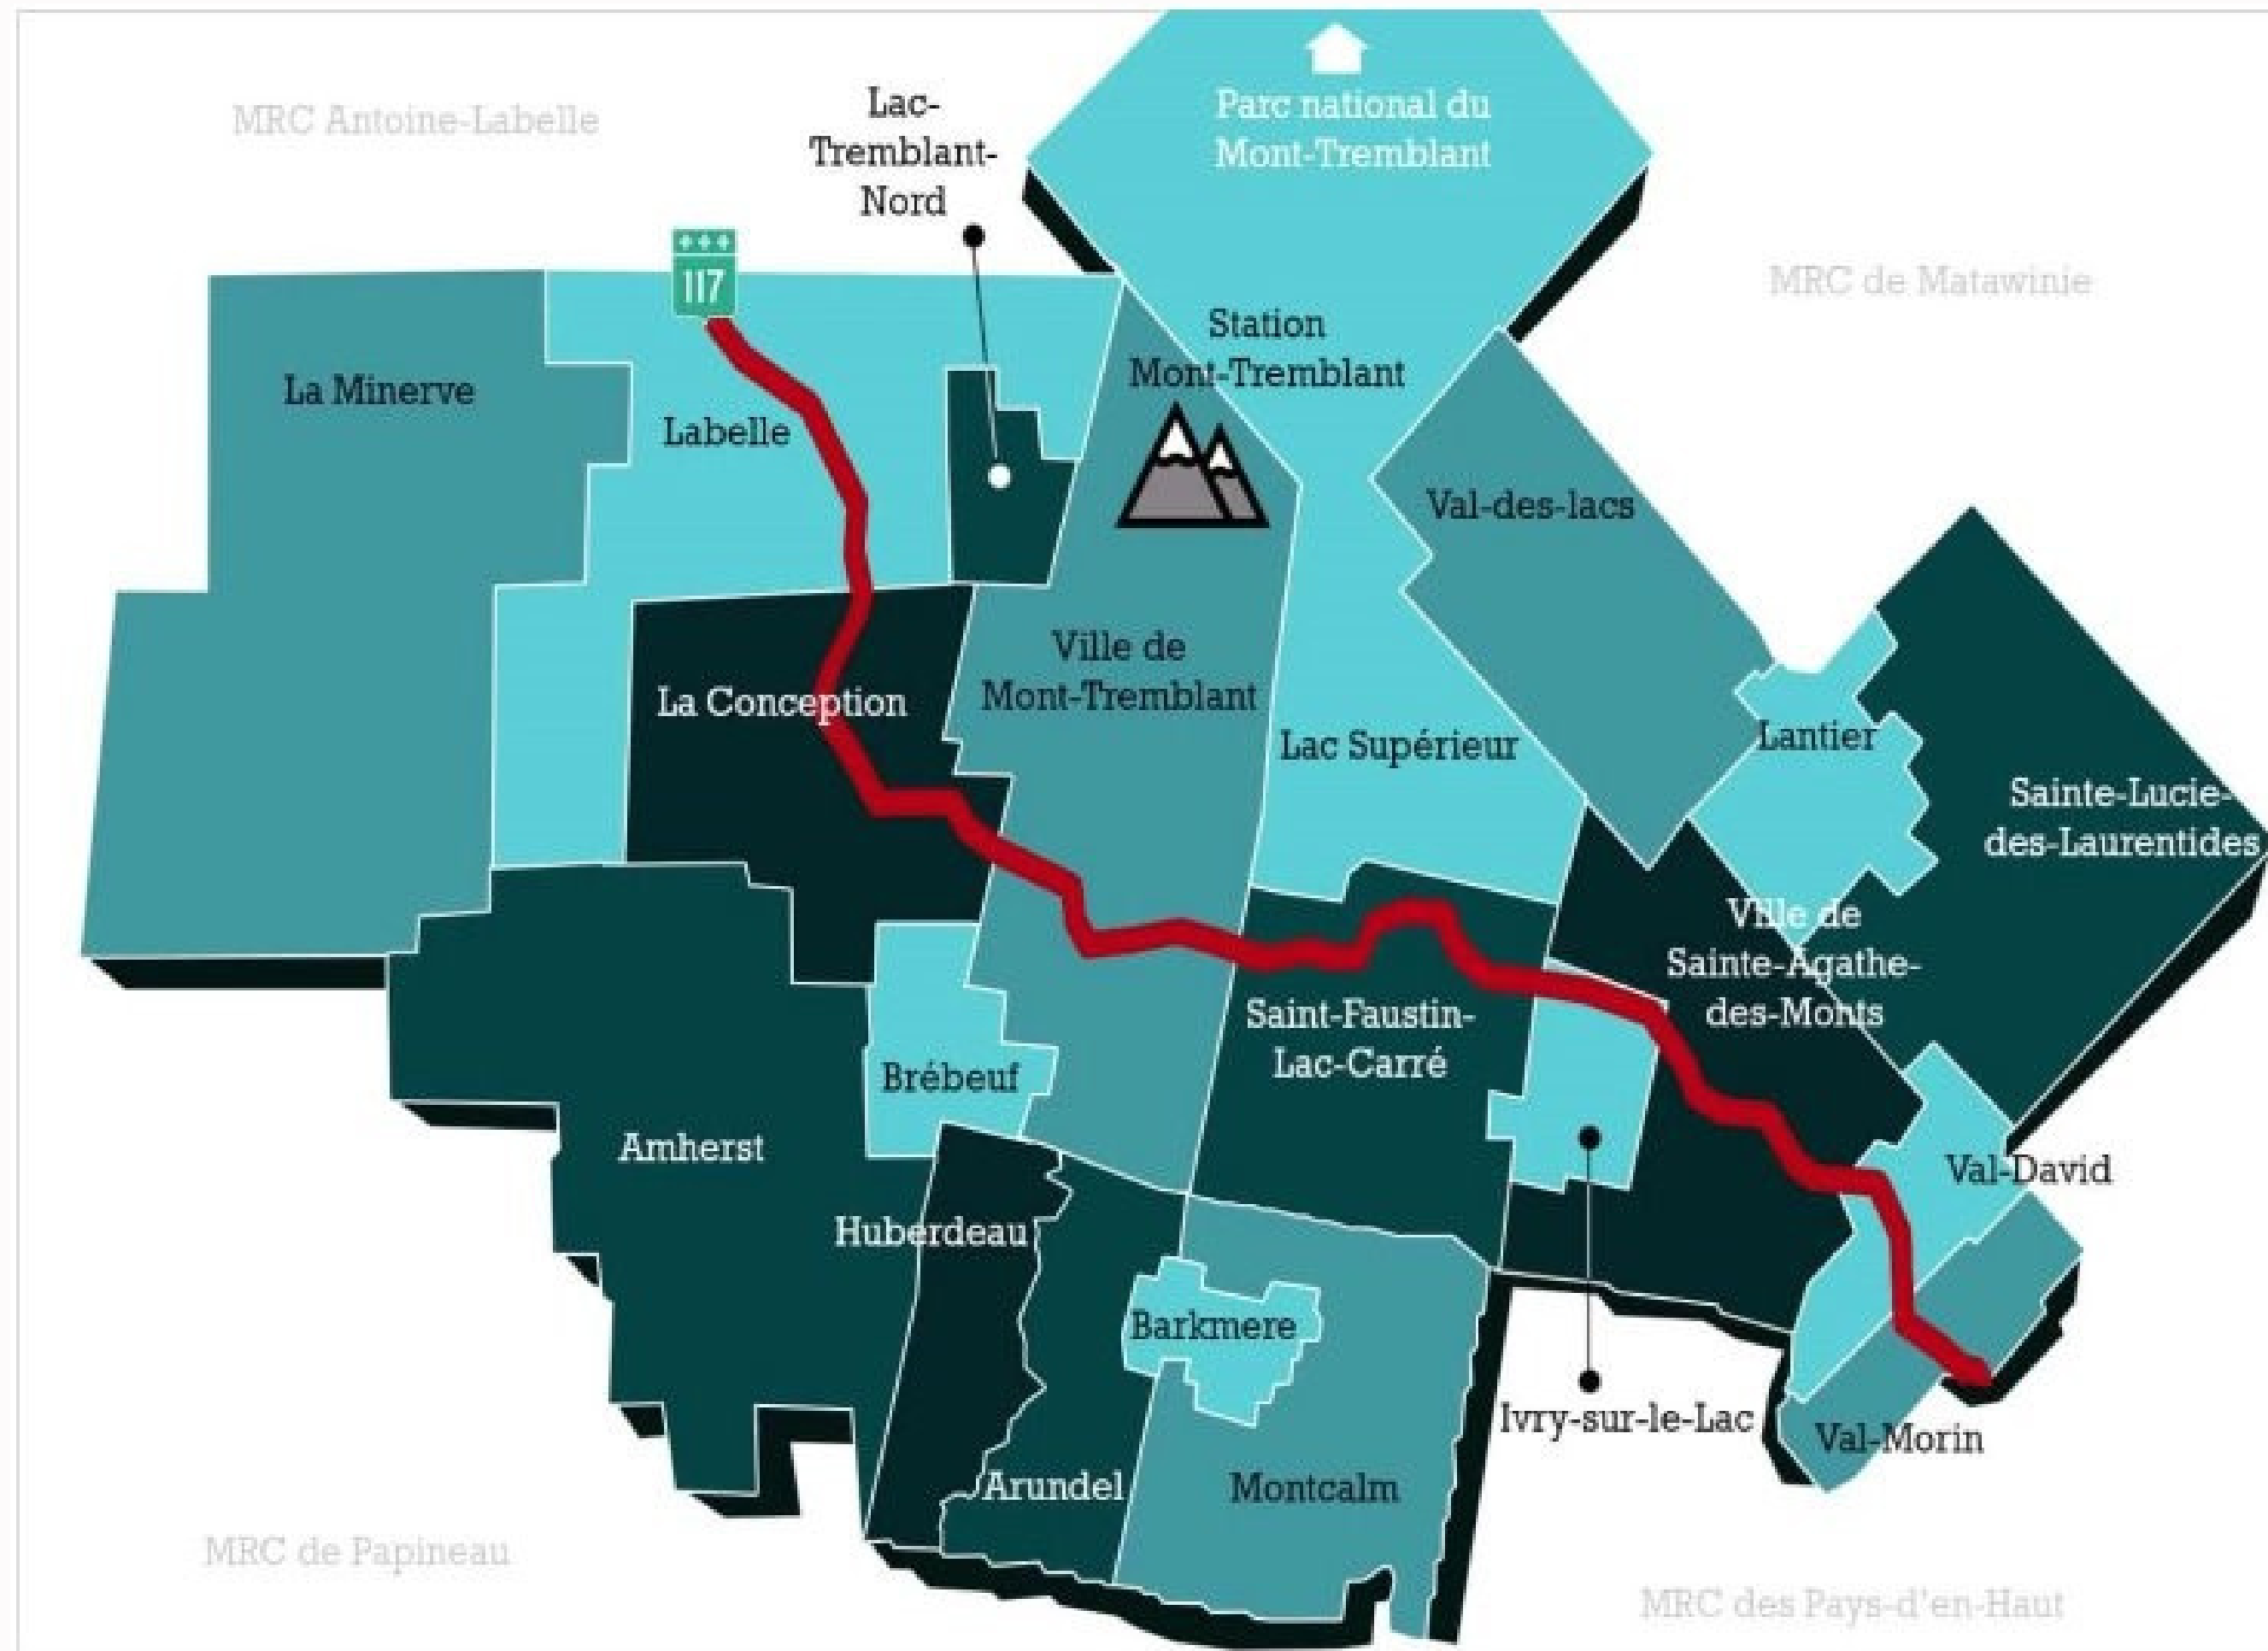 MRC Antoine-Labelle
Lac-
Tremblant-
Nord
Parc national du
Mont-Tremblant
117
MRC de Matawinie
Station
Mont-Tremblant
La Minerve
Labelle
Val-des-lacs
Ville de
Mont-Tremblant
La Conception
Lac Supérieur
Lantier
Sainte-Lucie-
des-Laurentides
Ville de
Sainte-Agathe-
des-Monts
Saint-Faustin-
Lac-Carré
Brébeuf
Amherst
Val-David
Huberdeau
Barkmere
Ivry-sur-le-Lac
Val-Morin
Arundel
Montcalm
MRC de Papineau
MRC des Pays-d'en-Haut